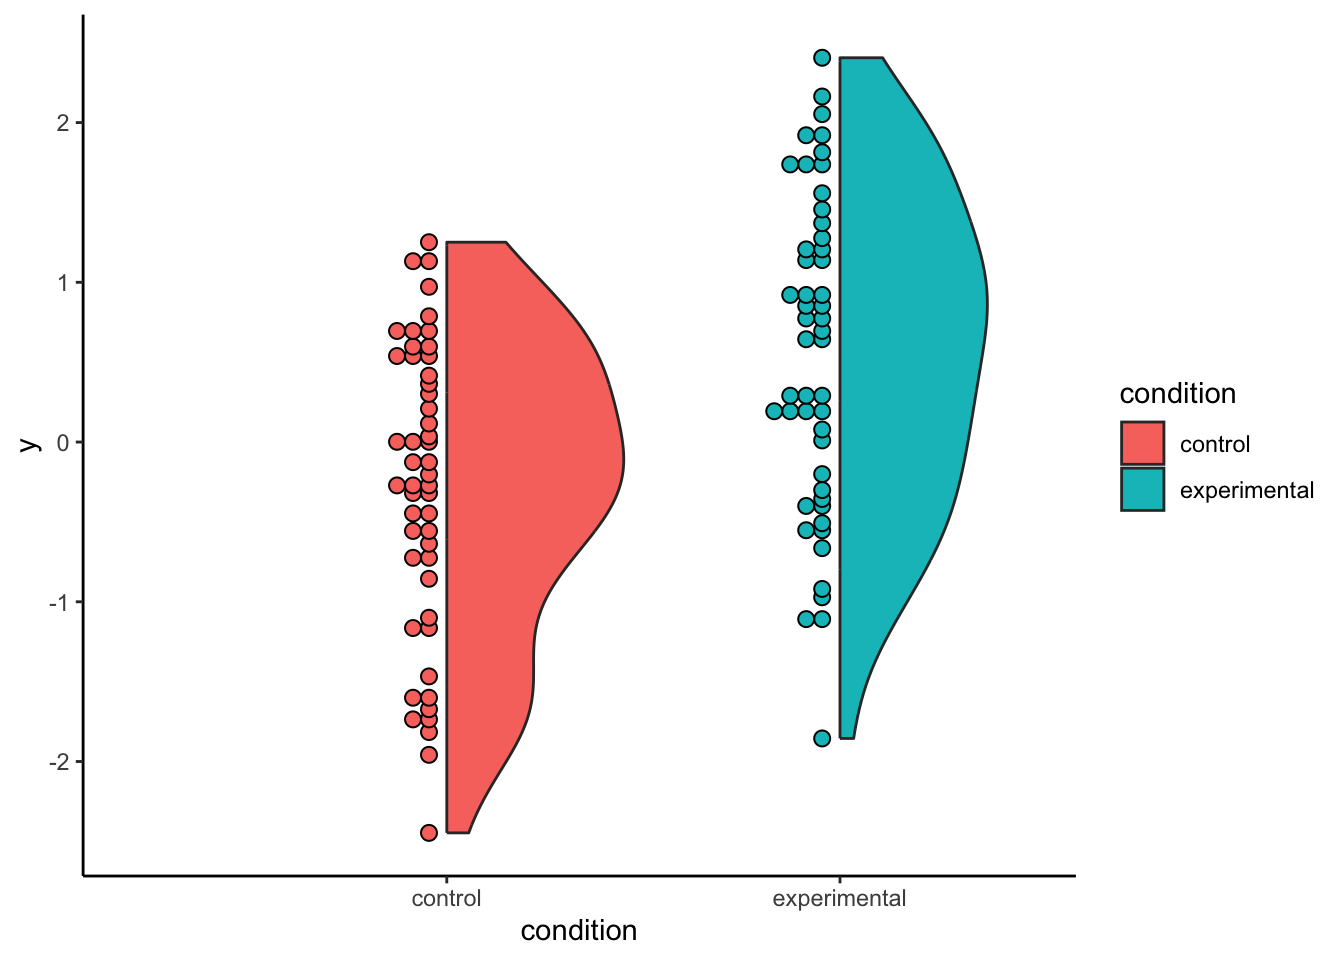 2
1
0
-1
-2
y
control
experimental
condition
condition
control
experimental